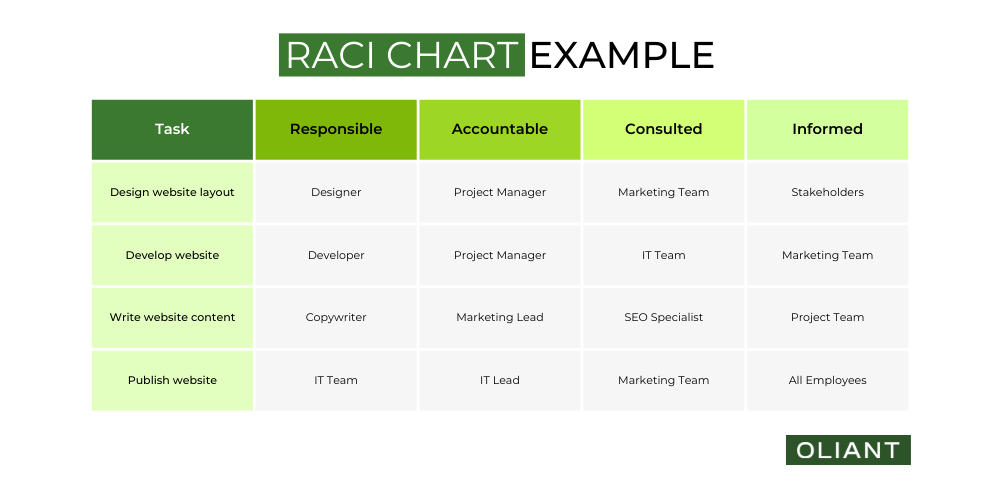 RACI CHART EXAMPLE
Task Responsible Accountable Consulted Informed
Design website layout Designer Project Manager Marketing Team Stakeholders
Develop website Developer Project Manager IT Team Marketing Team
Write website content Copywriter Marketing Lead SEO Specialist Project Team
Publish website IT Team IT Lead Marketing Team All Employees
OLIANT